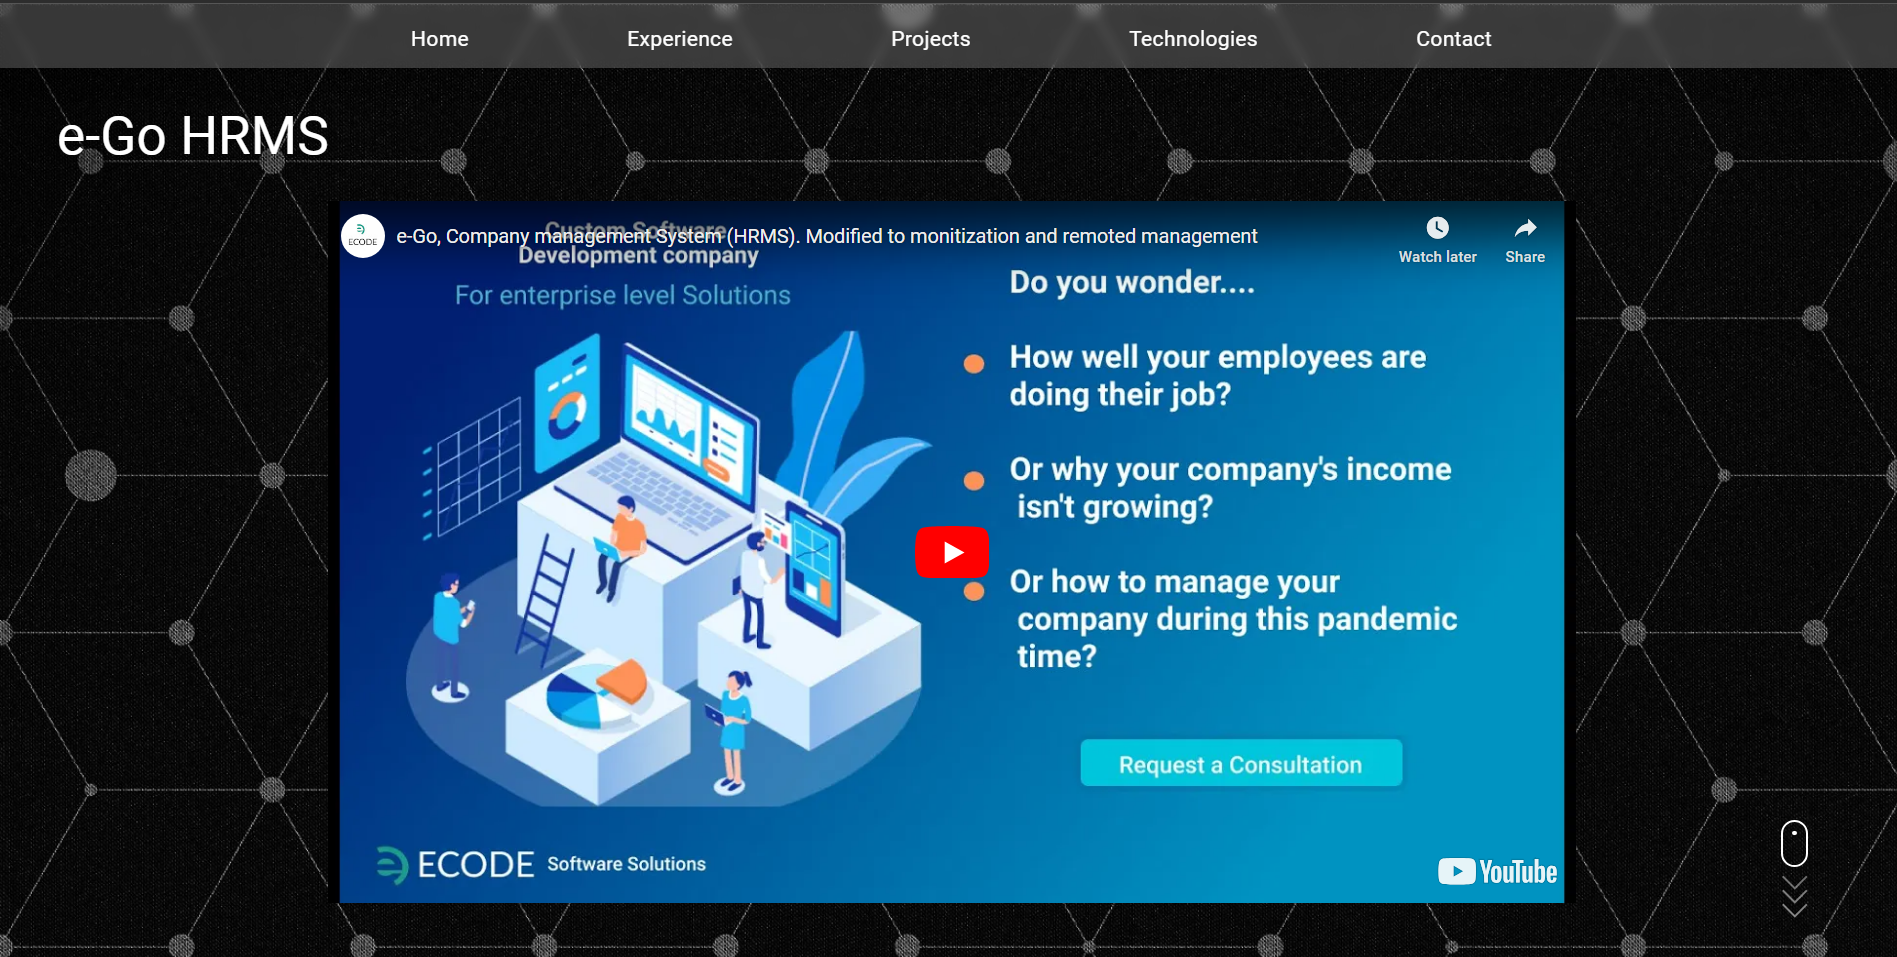 Home Experience Projects Technologies Contact
e-Go HRMS
ECODE
e-Go, Company management System (HRMS). Modified to monitization and remoted management
Watch later
Share
Custom Software
Development company
For enterprise level Solutions
Do you wonder....
How well your employees are
doing their job?
Or why your company's income
isn't growing?
Or how to manage your
company during this pandemic
time?
Request a Consultation
ECODE Software Solutions
YouTube